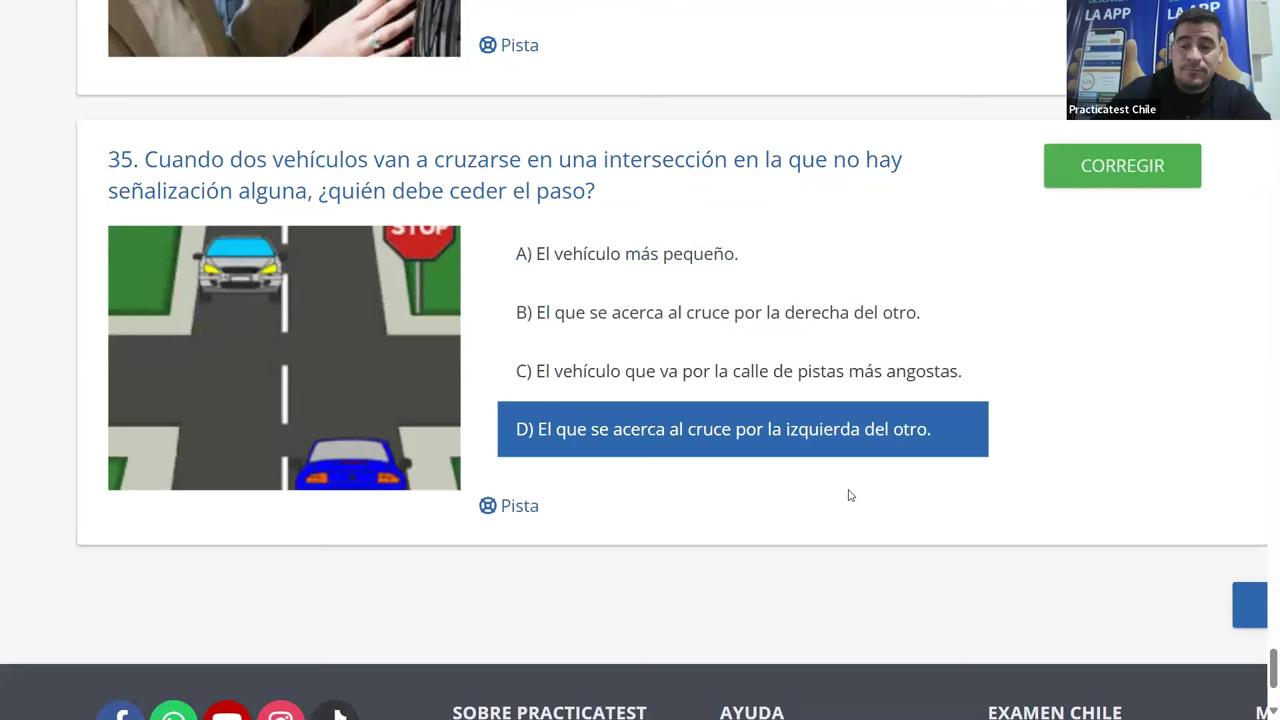 LA APP
LA APP
Practicatest Chile
Pista
35. Cuando dos vehículos van a cruzarse en una intersección en la que no hay
señalización alguna, ¿quién debe ceder el paso?
CORREGIR
STOP
A) El vehículo más pequeño.
B) El que se acerca al cruce por la derecha del otro.
C) El vehículo que va por la calle de pistas más angostas.
D) El que se acerca al cruce por la izquierda del otro.
Pista
SOBRE PRACTICATEST
AYUDA
EXAMEN CHILE